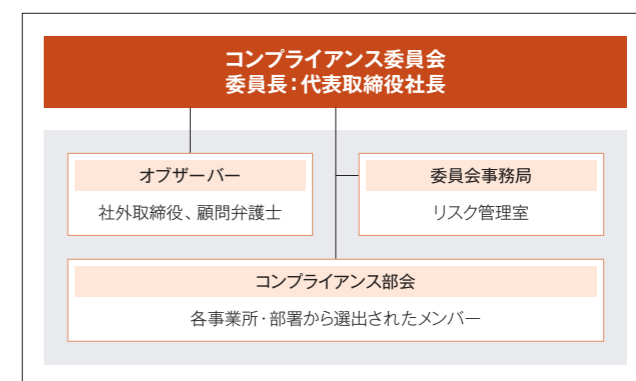 コンプライアンス委員会
委員長：代表取締役社長
オブザーバー
社外取締役、顧問弁護士
委員会事務局
リスク管理室
コンプライアンス部会
各事業所・部署から選出されたメンバー